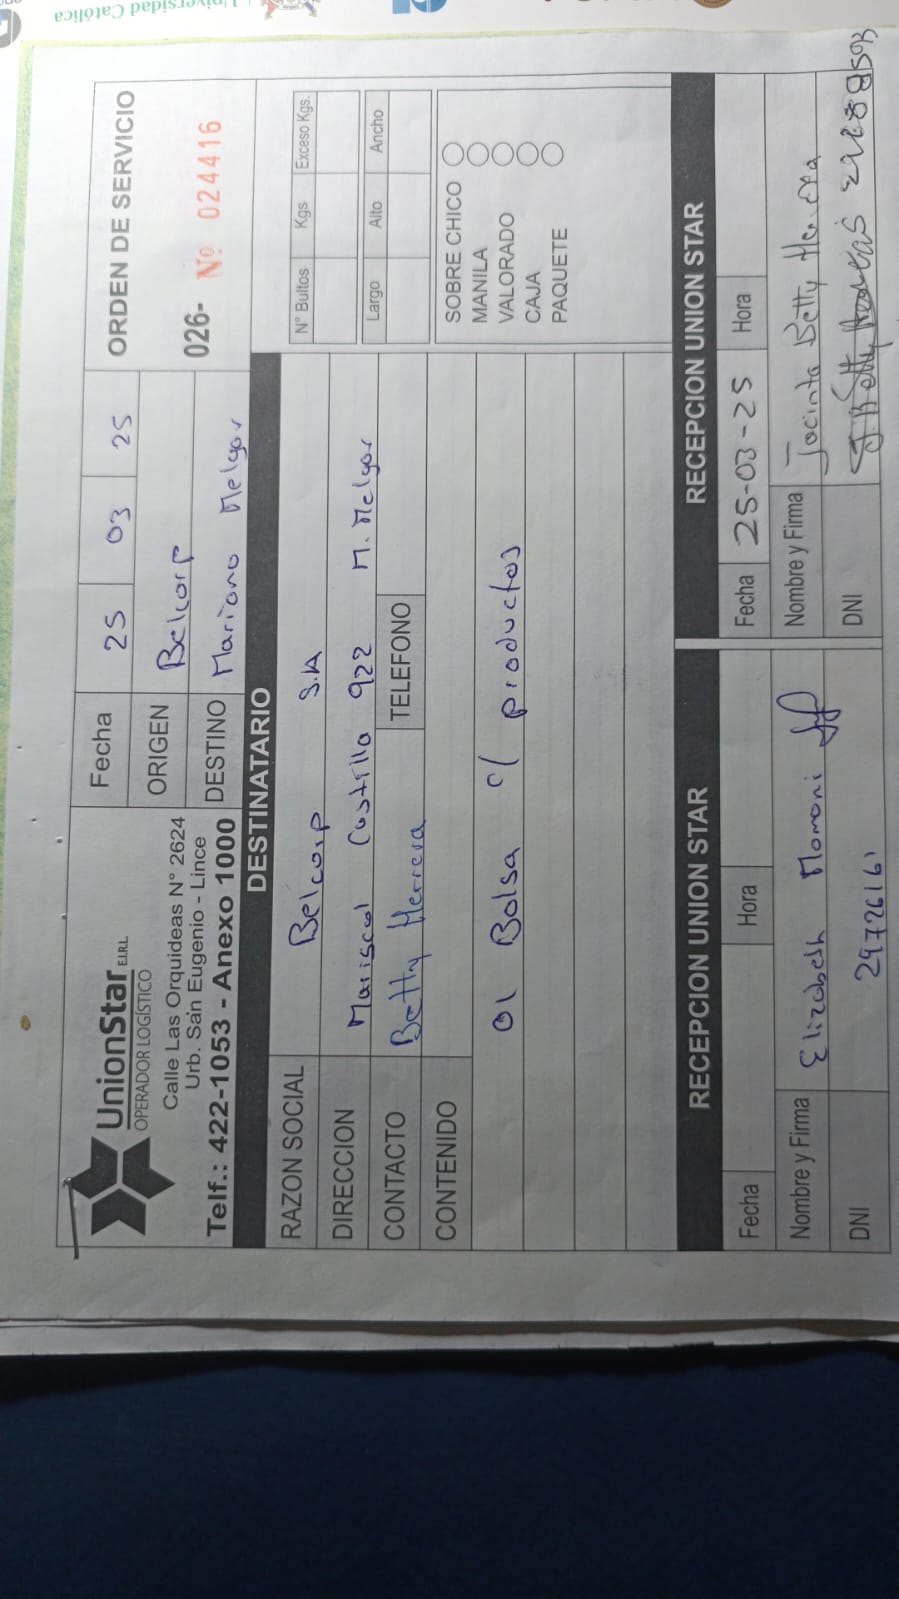 UnionStar E.I.R.L.
OPERADOR LOGÍSTICO
Calle Las Orquideas N° 2624
Urb. San Eugenio - Lince
Telf.: 422-1053 - Anexo 1000
Fecha 25 03 25
ORIGEN Belcorp
DESTINO Mariano Melgar
ORDEN DE SERVICIO
026- Nº 024416
DESTINATARIO
RAZON SOCIAL Belcorp S.A
DIRECCION Mariscal Castillo 922 M. Melgar
CONTACTO Betty Herrera TELEFONO
CONTENIDO
01 Bolsa c/ productos
N° Bultos Kgs Exceso Kgs.
Largo Alto Ancho
SOBRE CHICO
MANILA
VALORADO
CAJA
PAQUETE
RECEPCION UNION STAR
Fecha Hora
Nombre y Firma Elizabeth Mamani
DNI 29726161
RECEPCION UNION STAR
Fecha 25-03-25 Hora
Nombre y Firma Jacinta Betty Herrera
DNI
Universidad Católica